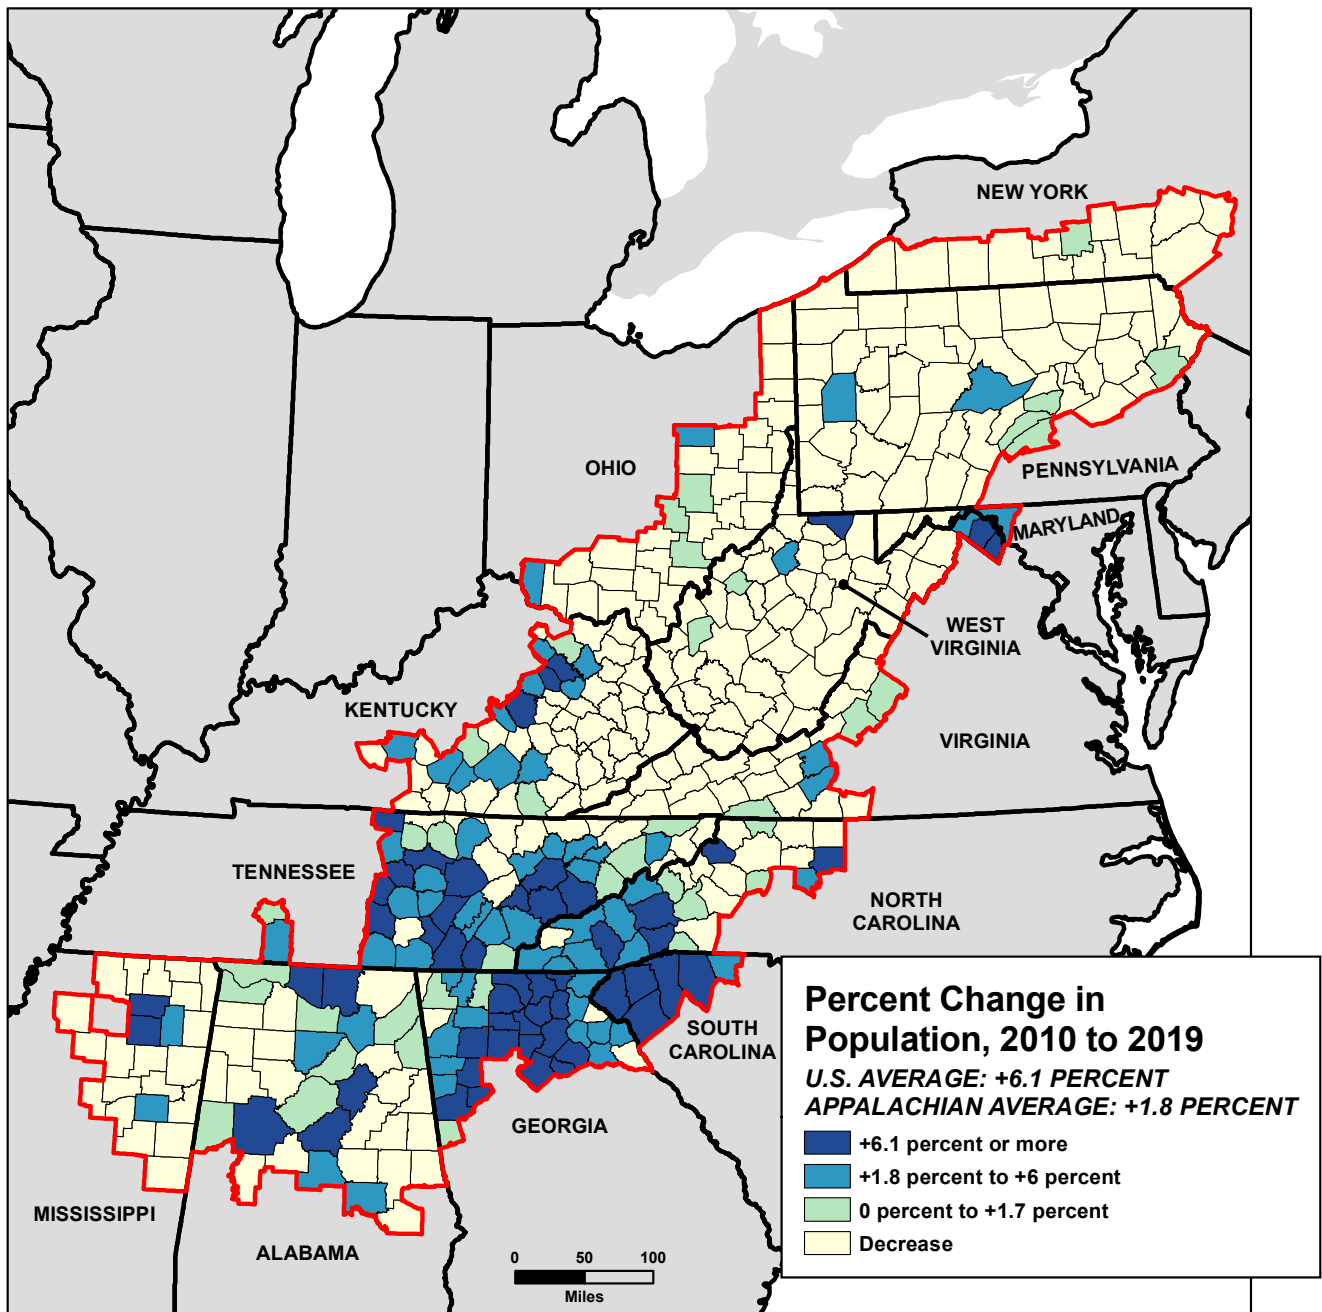 NEW YORK
OHIO
PENNSYLVANIA
MARYLAND
WEST
VIRGINIA
KENTUCKY
VIRGINIA
TENNESSEE
NORTH
CAROLINA
SOUTH
CAROLINA
GEORGIA
MISSISSIPPI
ALABAMA
0 50 100
Miles
Percent Change in
Population, 2010 to 2019
U.S. AVERAGE: +6.1 PERCENT
APPALACHIAN AVERAGE: +1.8 PERCENT
+6.1 percent or more
+1.8 percent to +6 percent
0 percent to +1.7 percent
Decrease